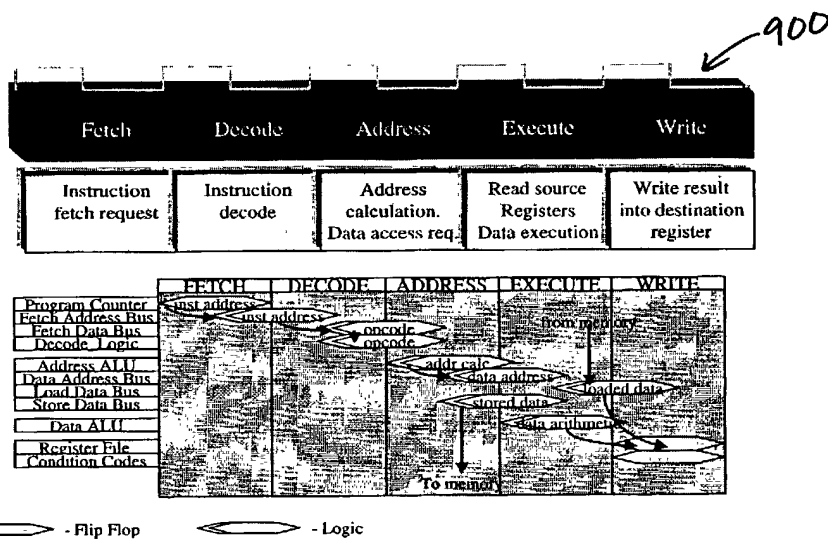 900
Fetch Decode Address Execute Write
Instruction fetch request
Instruction decode
Address calculation. Data access req
Read source Registers Data execution
Write result into destination register
FETCH DECODE ADDRESS EXECUTE WRITE
Program Counter inst address
Fetch Address Bus inst address from memory
Fetch Data Bus opcode
Decode Logic opcode
Address ALU addr calc
Data Address Bus data address
Load Data Bus loaded data
Store Data Bus stored data
Data ALU data arithmetic
Register File
Condition Codes
To memory
- Flip Flop - Logic